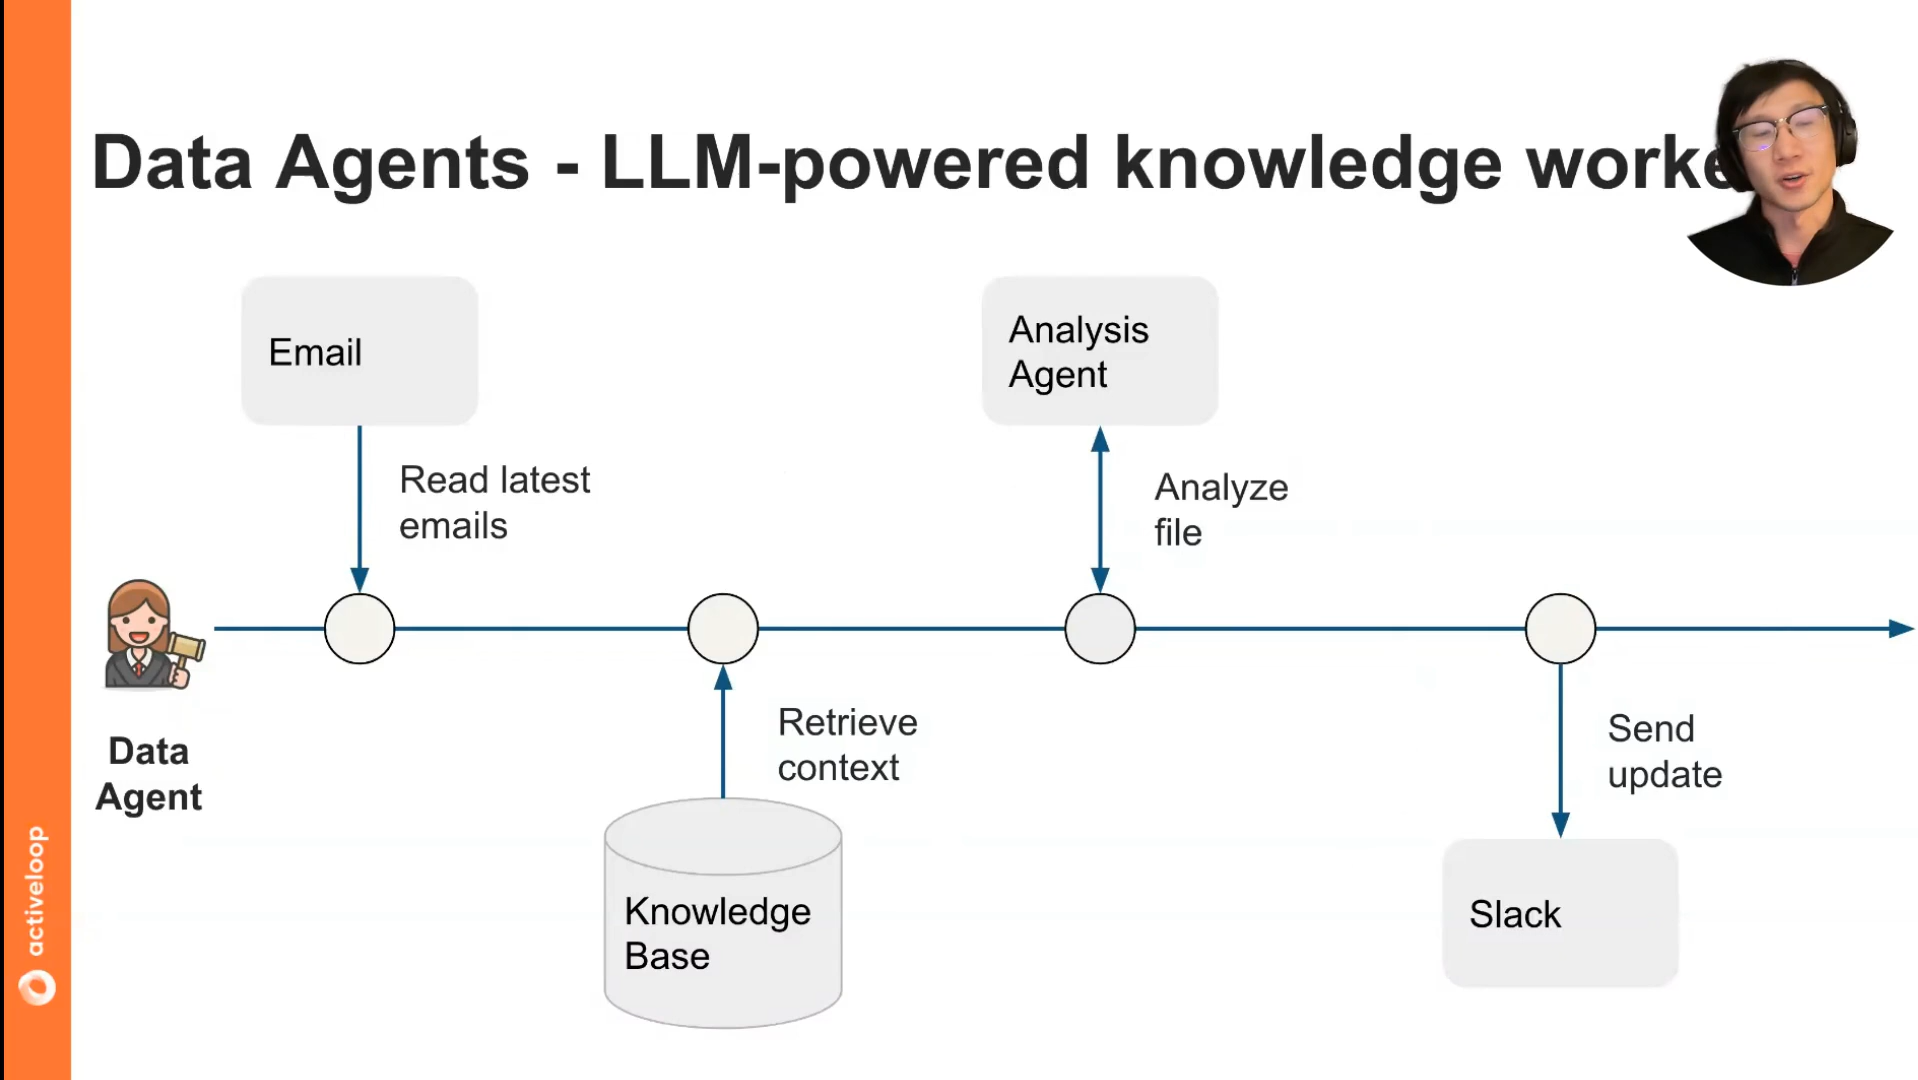 Data Agents - LLM-powered knowledge
Email
Analysis
Agent
Read latest
emails
Analyze
file
Data
Agent
Retrieve
context
Send
update
Knowledge
Base
Slack
activeloop